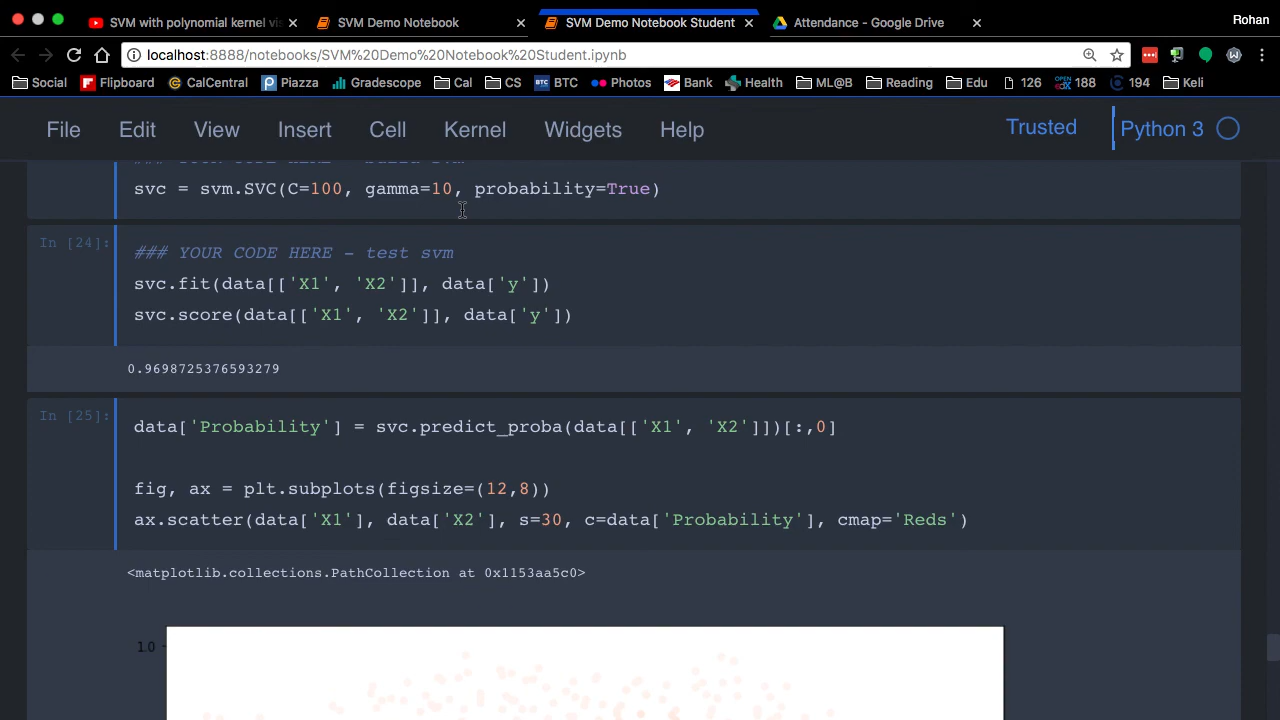 SVM with polynomial kernel vis
SVM Demo Notebook
SVM Demo Notebook Student
Attendance - Google Drive
Rohan
localhost:8888/notebooks/SVM%20Demo%20Notebook%20Student.ipynb
Social Flipboard CalCentral Piazza Gradescope Cal CS BTC BTC Photos Bank Health ML@B Reading Edu 126 188 194 Keli
File Edit View Insert Cell Kernel Widgets Help Trusted Python 3
svc = svm.SVC(C=100, gamma=10, probability=True)
In [24]:
### YOUR CODE HERE - test svm
svc.fit(data[['X1', 'X2']], data['y'])
svc.score(data[['X1', 'X2']], data['y'])
0.9698725376593279
In [25]:
data['Probability'] = svc.predict_proba(data[['X1', 'X2']])[:,0]
fig, ax = plt.subplots(figsize=(12,8))
ax.scatter(data['X1'], data['X2'], s=30, c=data['Probability'], cmap='Reds')
<matplotlib.collections.PathCollection at 0x1153aa5c0>
1.0